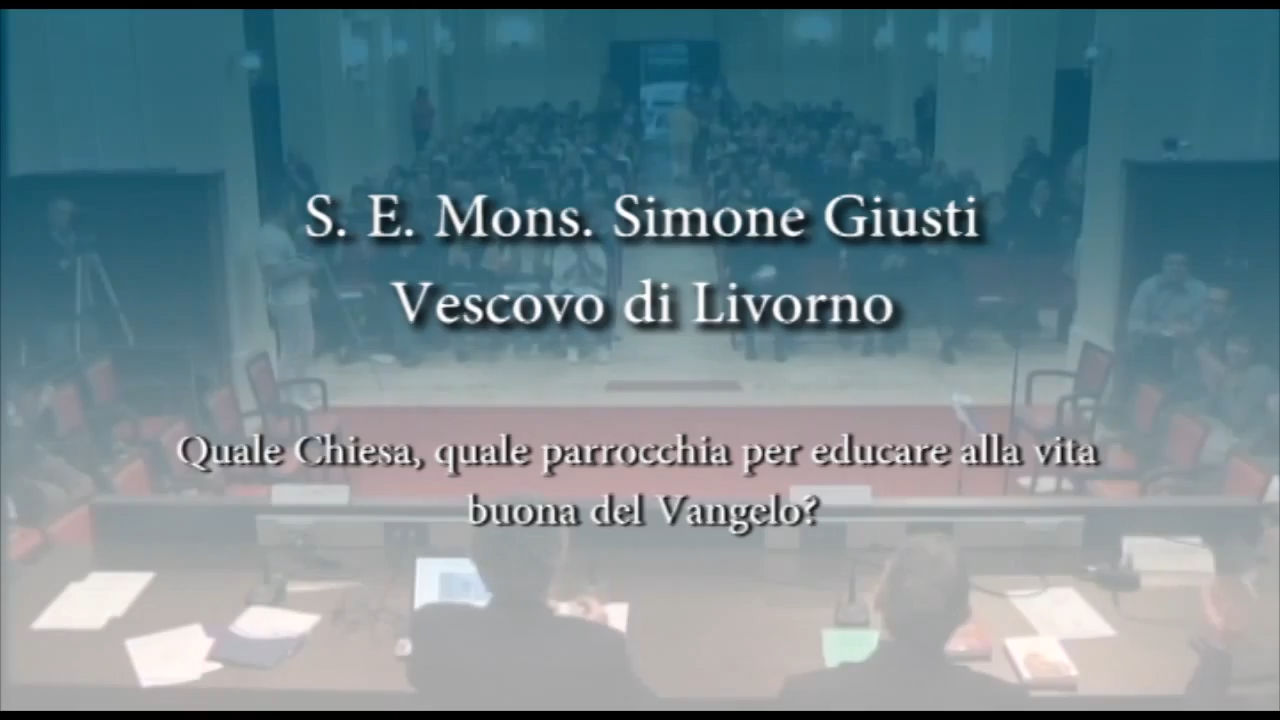 S. E. Mons. Simone Giusti
Vescovo di Livorno
Quale Chiesa, quale parrocchia per educare alla vita
buona del Vangelo?